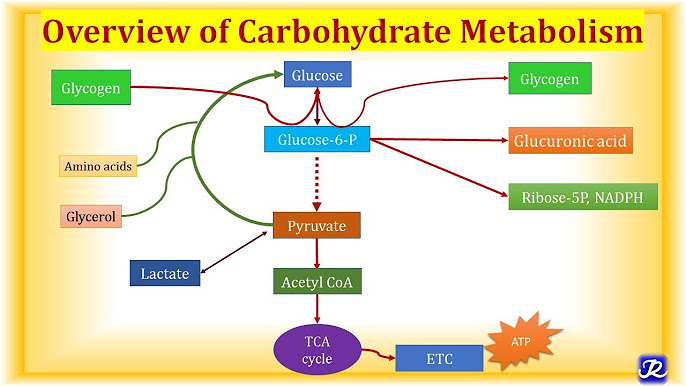 Overview of Carbohydrate Metabolism
Glycogen
Glucose
Glycogen
Glucose-6-P
Glucuronic acid
Amino acids
Ribose-5P, NADPH
Glycerol
Pyruvate
Lactate
Acetyl CoA
TCA
cycle
ETC
ATP